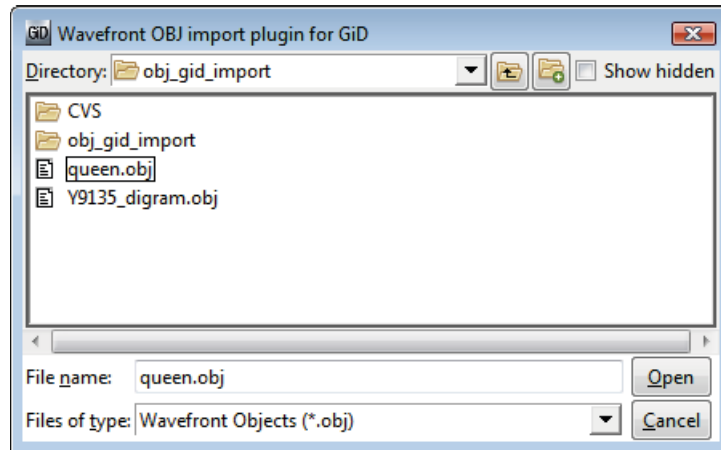 GiD Wavefront OBJ import plugin for GiD
Directory: obj_gid_import Show hidden
CVS
obj_gid_import
queen.obj
Y9135_digram.obj
File name: queen.obj Open
Files of type: Wavefront Objects (*.obj) Cancel